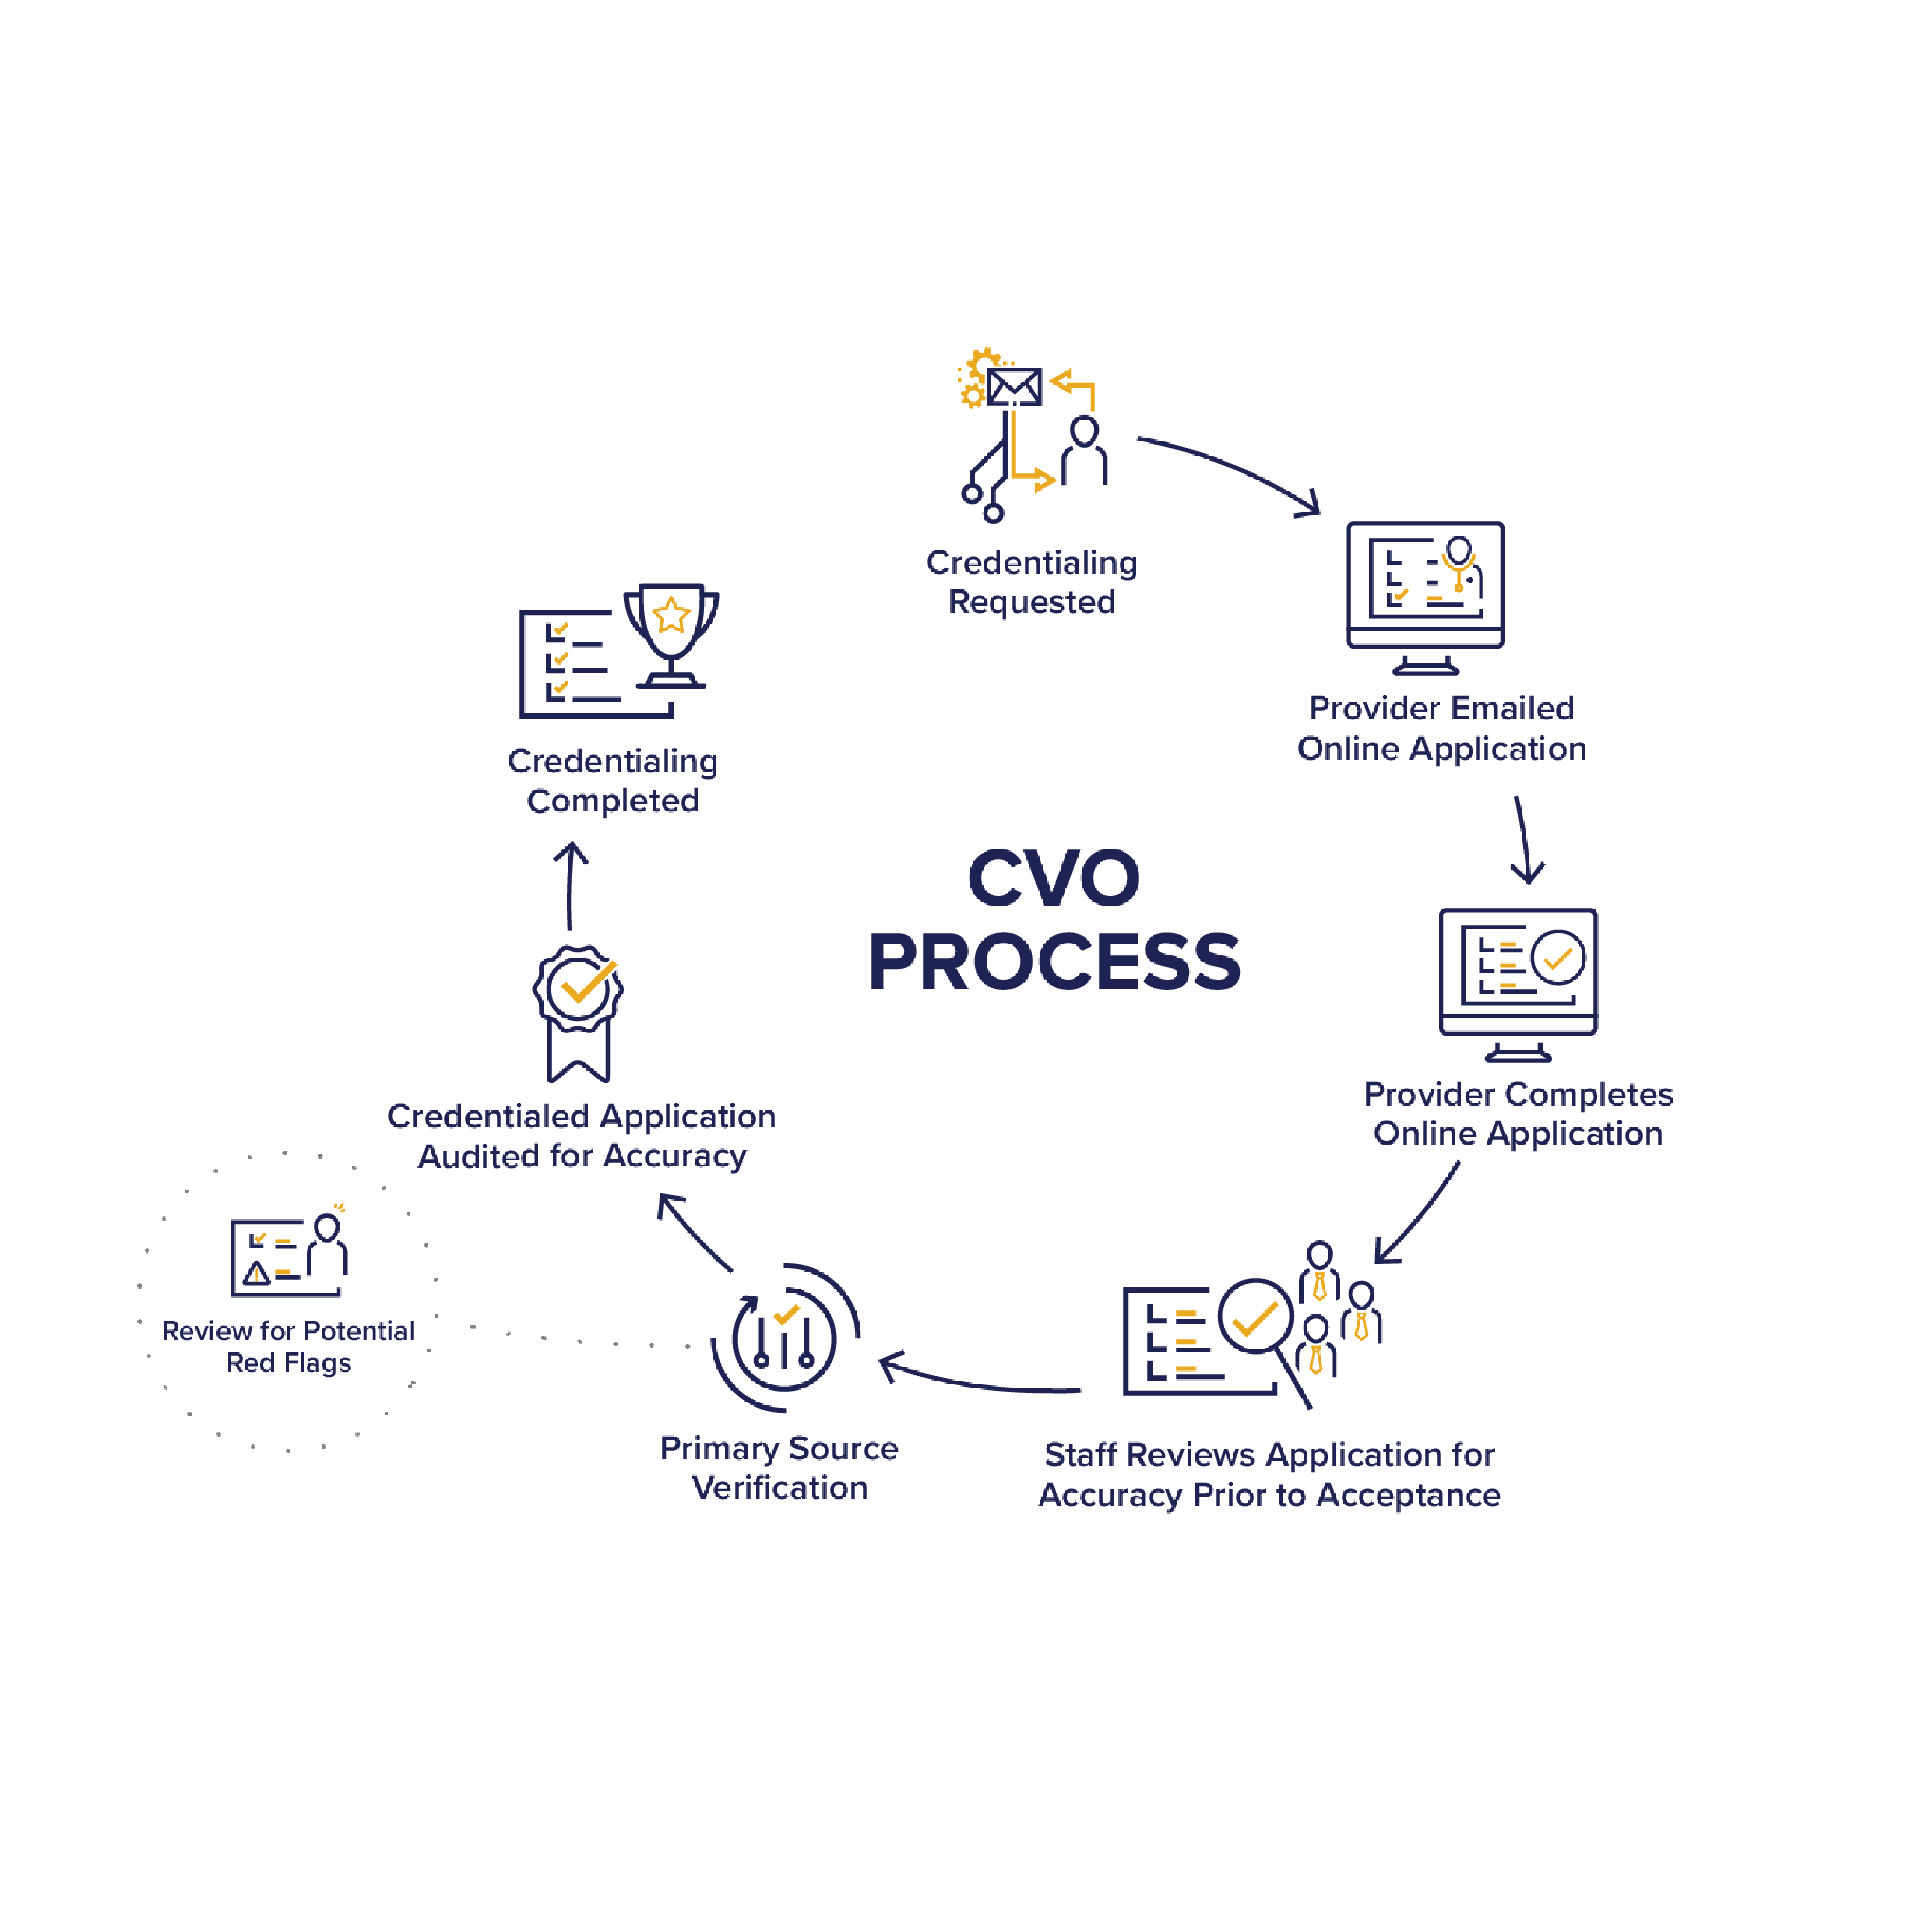 Credentialing
Requested
Provider Emailed
Online Application
Provider Completes
Online Application
Staff Reviews Application for
Accuracy Prior to Acceptance
Primary Source
Verification
Review for Potential
Red Flags
Credentialed Application
Audited for Accuracy
Credentialing
Completed
CVO
PROCESS